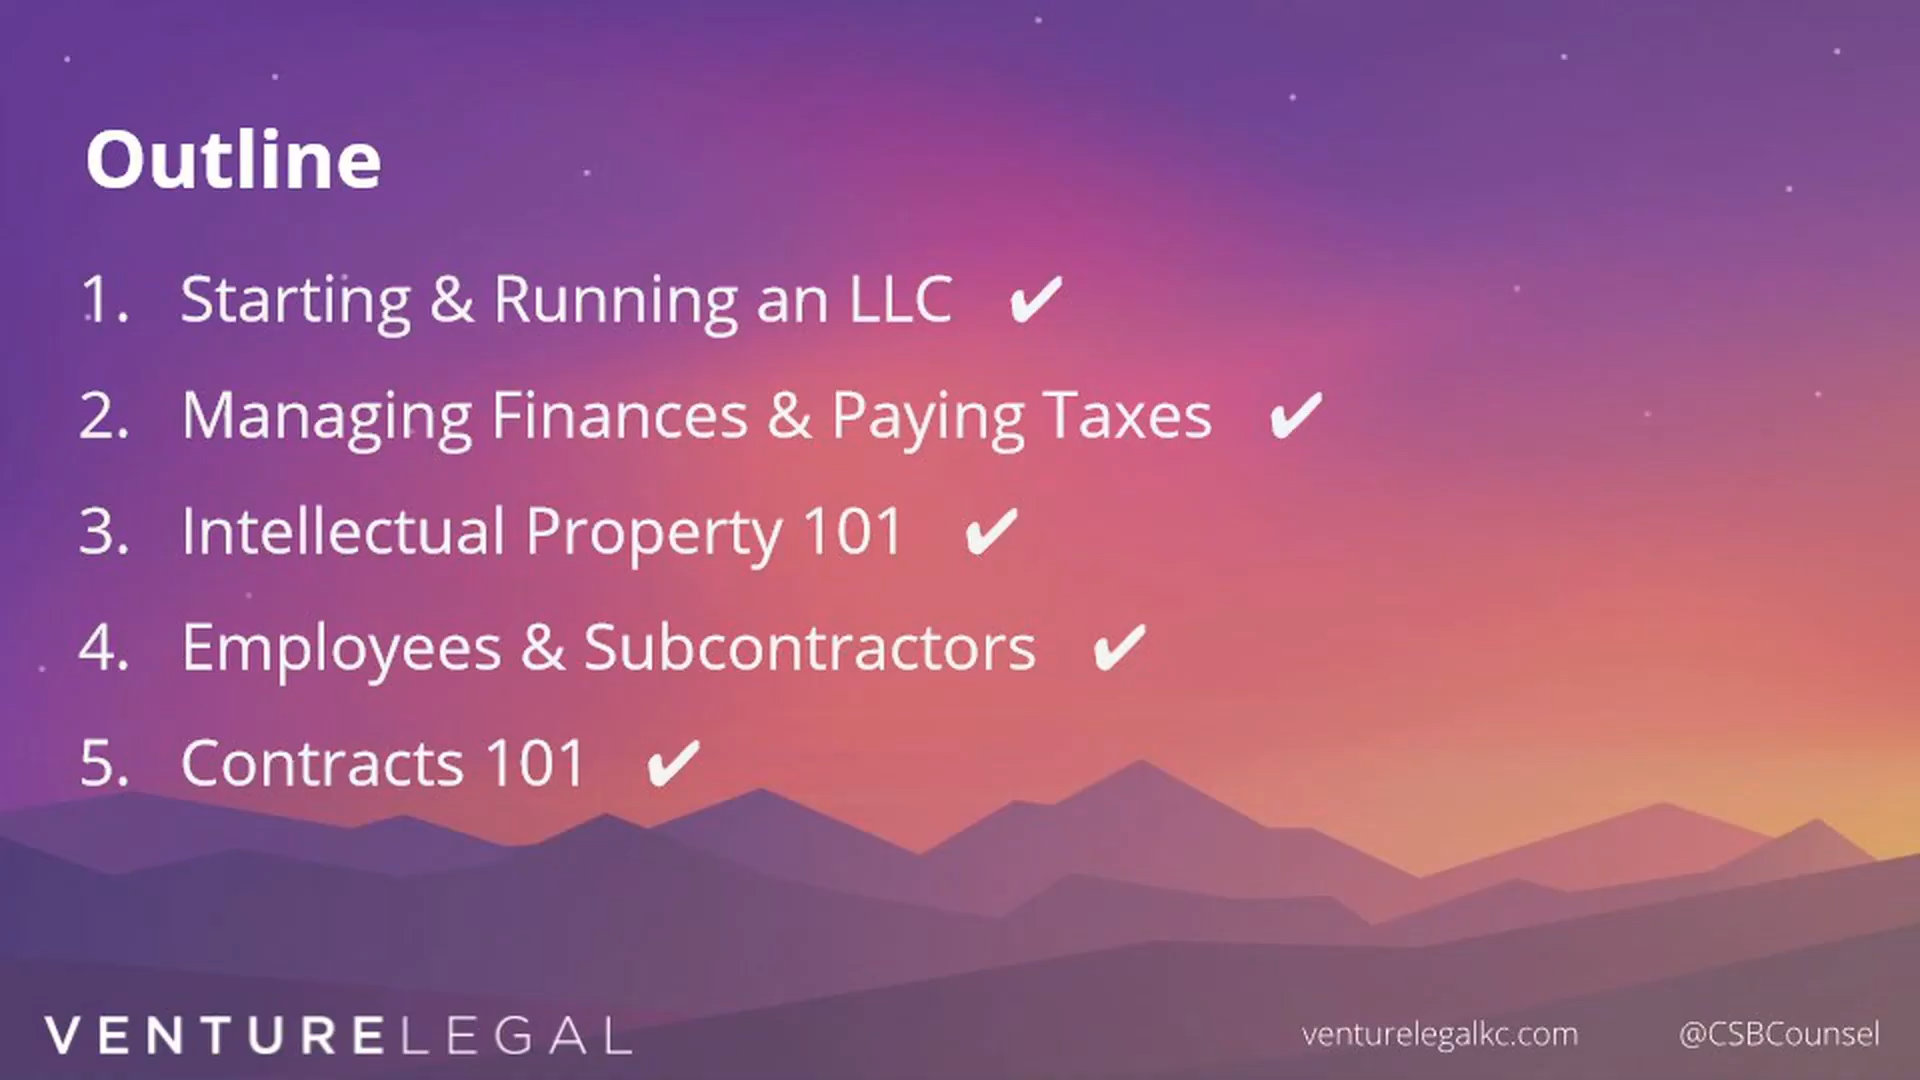 Outline
1. Starting & Running an LLC ✔
2. Managing Finances & Paying Taxes ✔
3. Intellectual Property 101 ✔
4. Employees & Subcontractors ✔
5. Contracts 101 ✔
VENTURELEGAL
venturelegalkc.com
@CSBCounsel